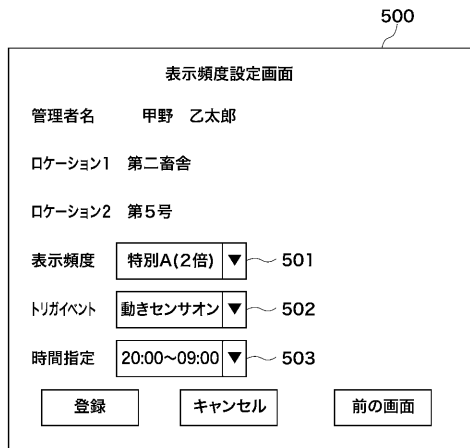 500
表示頻度設定画面
管理者名 甲野 乙太郎
ロケーション1 第二畜舎
ロケーション2 第5号
表示頻度 特別A(2倍) ▼ 501
トリガイベント 動きセンサオン ▼ 502
時間指定 20:00〜09:00 ▼ 503
登録 キャンセル 前の画面